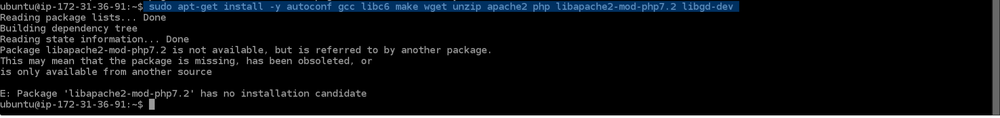 ubuntu@ip-172-31-36-91:~$ sudo apt-get install -y autoconf gcc libc6 make wget unzip apache2 php libapache2-mod-php7.2 libgd-dev
Reading package lists... Done
Building dependency tree
Reading state information... Done
Package libapache2-mod-php7.2 is not available, but is referred to by another package.
This may mean that the package is missing, has been obsoleted, or
is only available from another source
E: Package 'libapache2-mod-php7.2' has no installation candidate
ubuntu@ip-172-31-36-91:~$